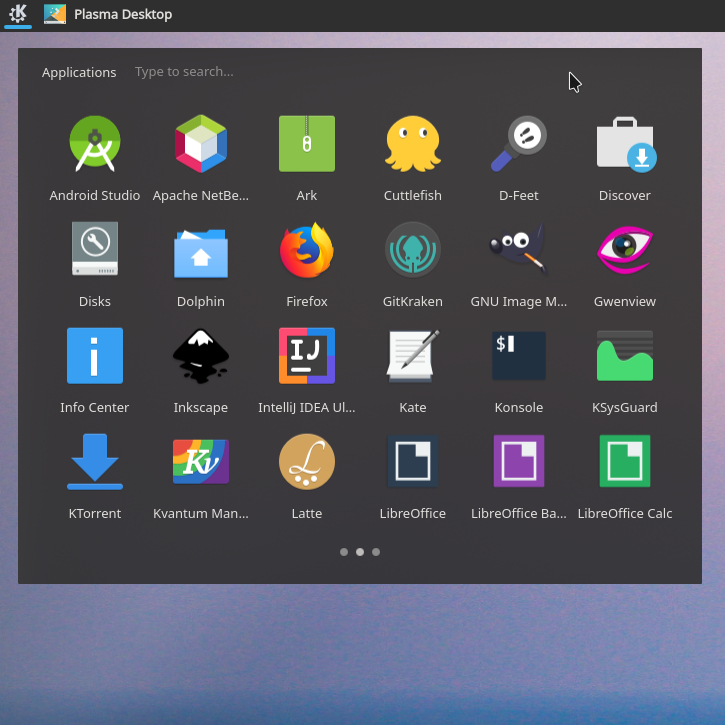 Plasma Desktop
Applications Type to search...
Android Studio Apache NetBe... Ark Cuttlefish D-Feet Discover
Disks Dolphin Firefox GitKraken GNU Image M... Gwenview
IJ
$
Info Center Inkscape IntelliJ IDEA Ul... Kate Konsole KSysGuard
Kv L
KTorrent Kvantum Man... Latte LibreOffice LibreOffice Ba... LibreOffice Calc